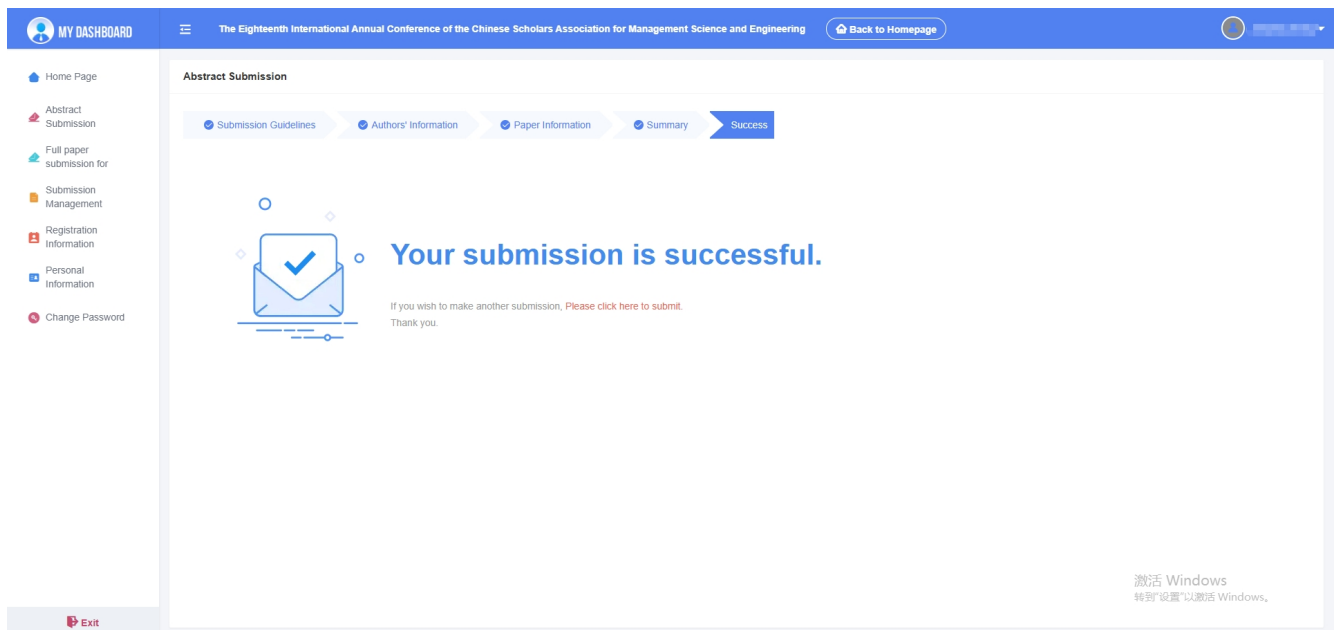 MY DASHBOARD
The Eighteenth International Annual Conference of the Chinese Scholars Association for Management Science and Engineering
Back to Homepage
Home Page
Abstract
Submission
Full paper
submission for
Submission
Management
Registration
Information
Personal
Information
Change Password
Exit
Abstract Submission
Submission Guidelines
Authors' Information
Paper Information
Summary
Success
Your submission is successful.
If you wish to make another submission, Please click here to submit.
Thank you.
激活 Windows
转到"设置"以激活 Windows。